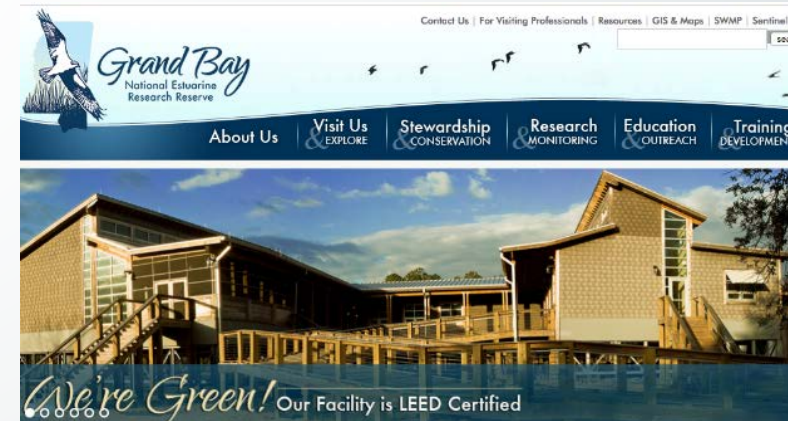 Contact Us | For Visiting Professionals | Resources | GIS & Maps | SWMP | Sentinel
Grand Bay
National Estuarine
Research Reserve
About Us
Visit Us
& EXPLORE
Stewardship
& CONSERVATION
Research
& MONITORING
Education
& OUTREACH
Training
& DEVELOPMEN
We're Green! Our Facility is LEED Certified